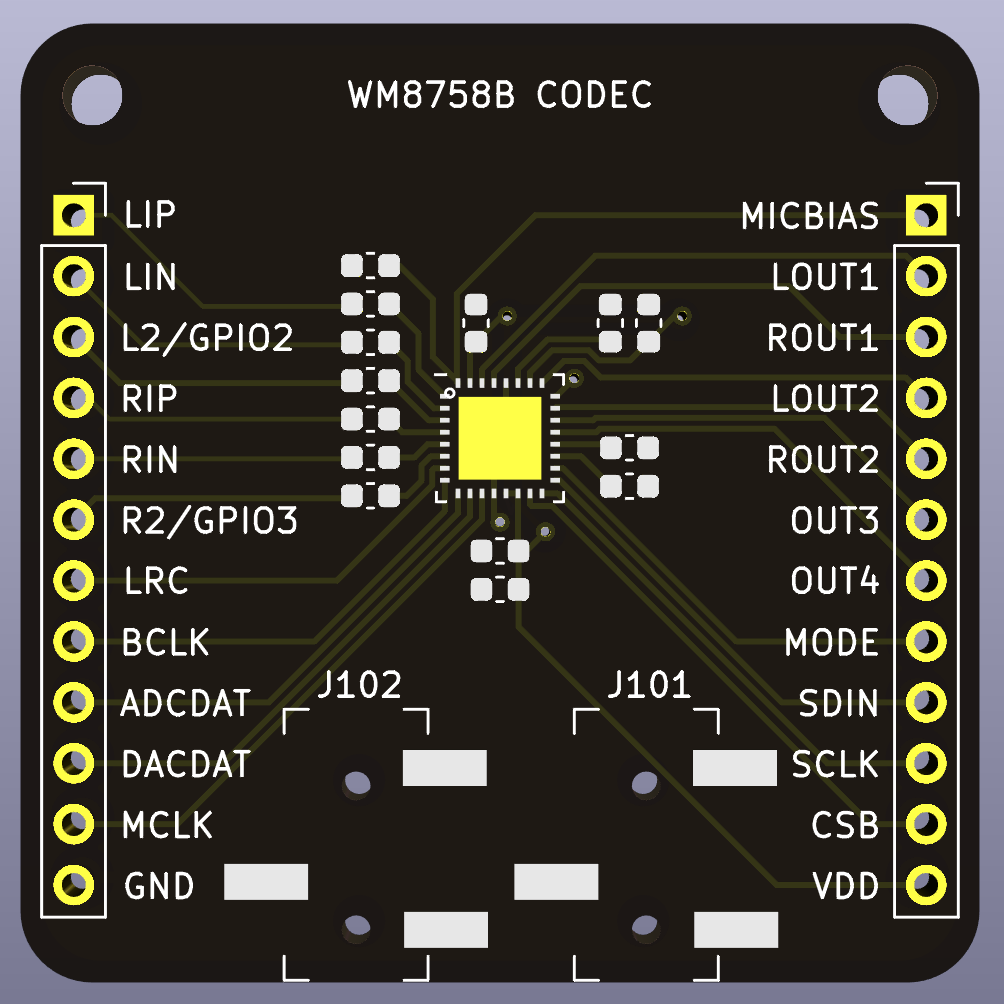 WM8758B CODEC
LIP
LIN
L2/GPIO2
RIP
RIN
R2/GPIO3
LRC
BCLK
ADCDAT
DACDAT
MCLK
GND
MICBIAS
LOUT1
ROUT1
LOUT2
ROUT2
OUT3
OUT4
MODE
SDIN
SCLK
CSB
VDD
J102
J101